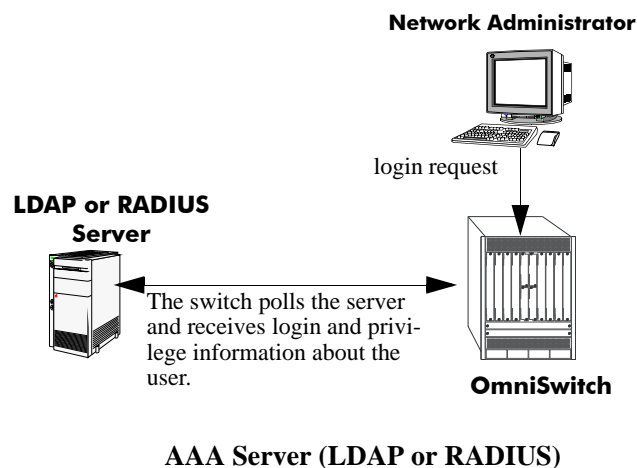 Network Administrator
login request
LDAP or RADIUS
Server
The switch polls the server
and receives login and privi-
lege information about the
user.
OmniSwitch
AAA Server (LDAP or RADIUS)